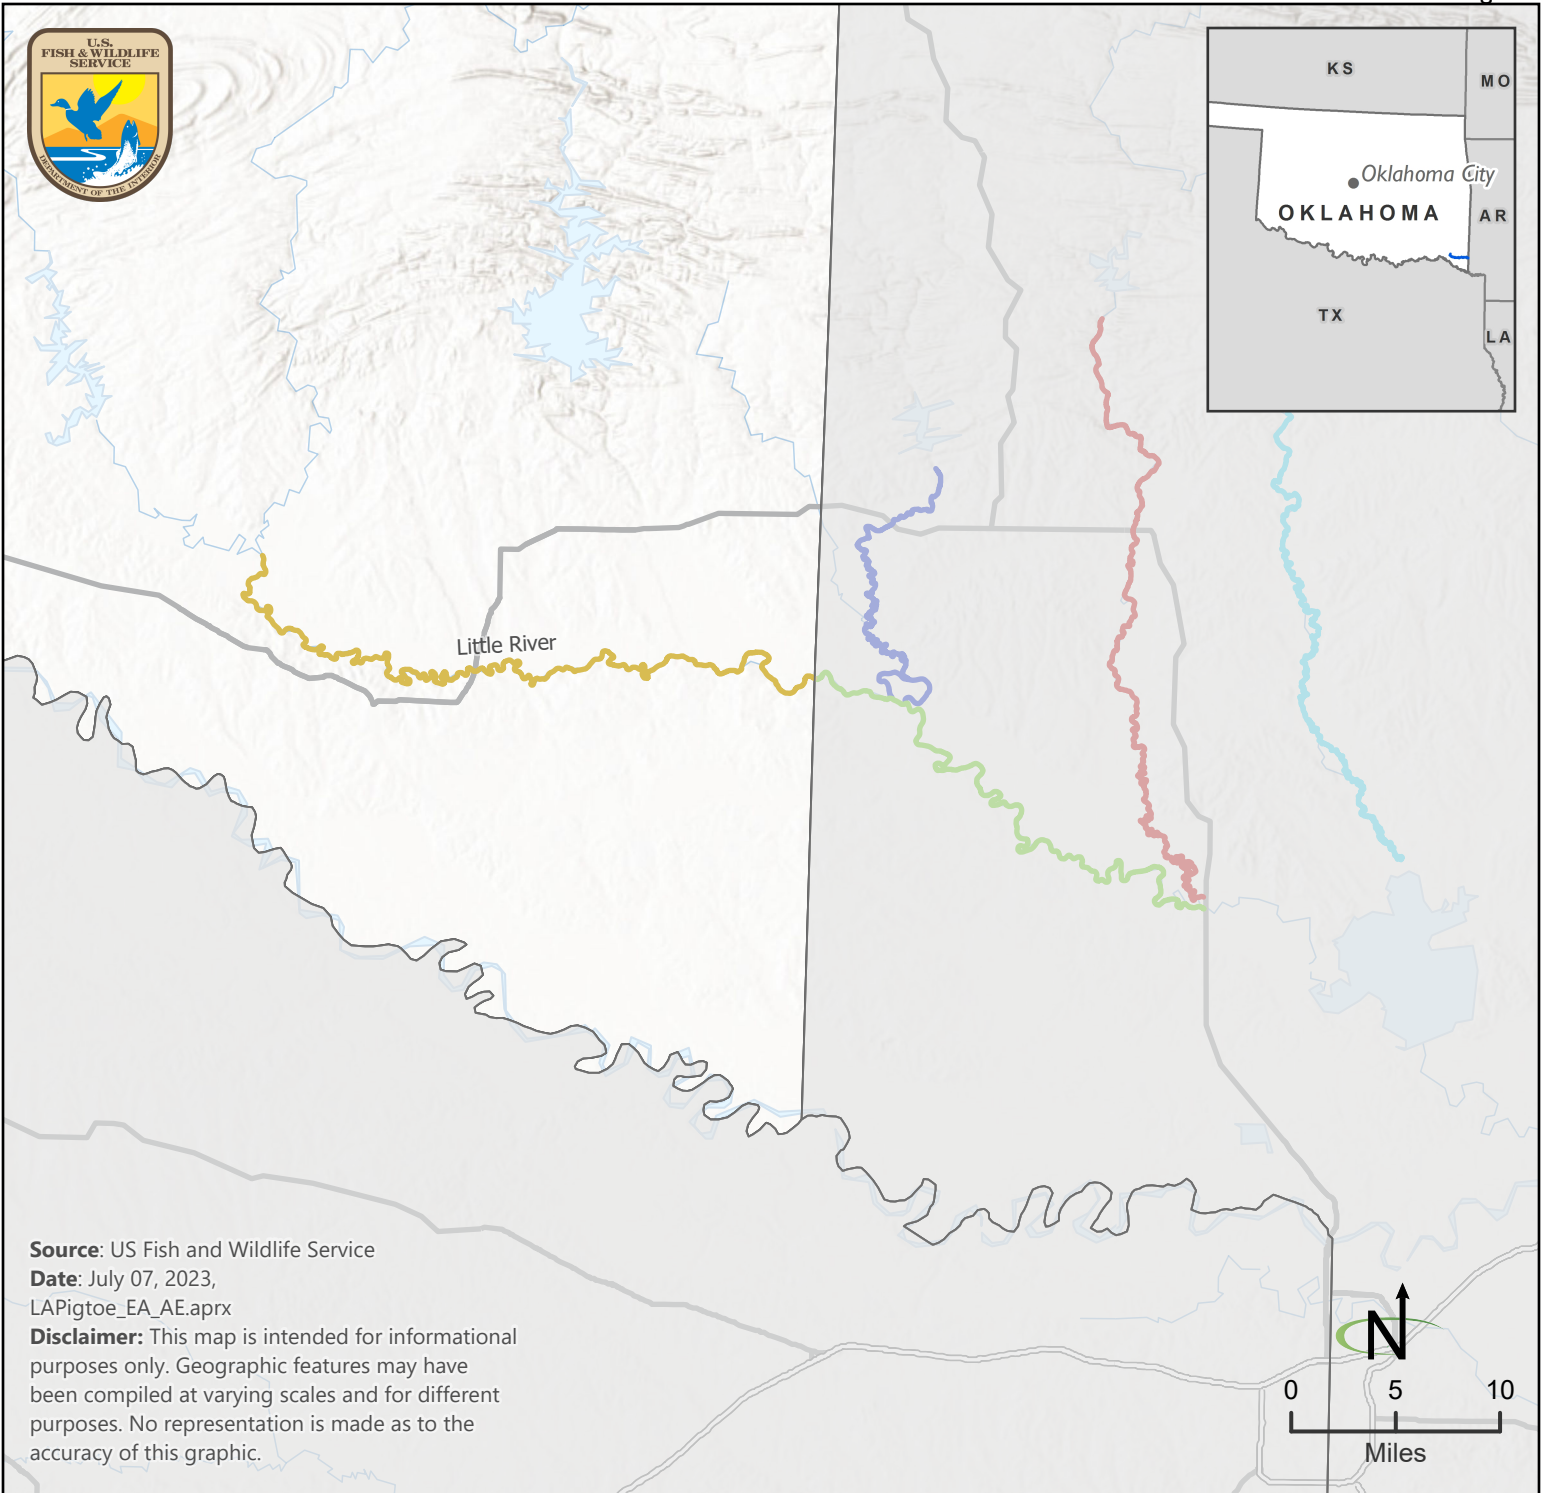 U.S.
FISH & WILDLIFE
SERVICE
DEPARTMENT OF THE INTERIOR
KS
MO
Oklahoma City
OKLAHOMA
AR
TX
LA
Little River
Source: US Fish and Wildlife Service
Date: July 07, 2023,
LAPigtoe_EA_AE.aprx
Disclaimer: This map is intended for informational
purposes only. Geographic features may have
been compiled at varying scales and for different
purposes. No representation is made as to the
accuracy of this graphic.
N
0 5 10
Miles